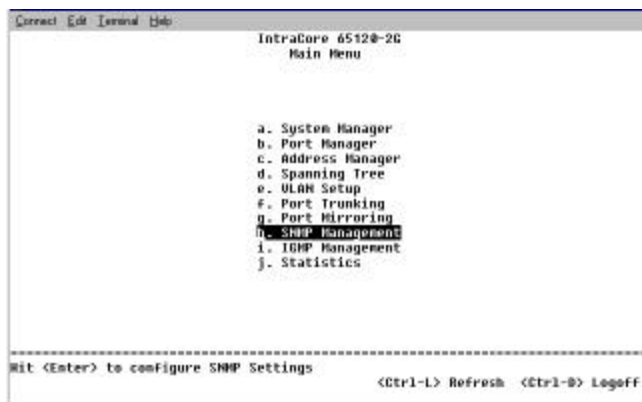 Connect Edit Terminal Help
IntraCore 65120-2G
Main Menu
a. System Manager
b. Port Manager
c. Address Manager
d. Spanning Tree
e. VLAN Setup
f. Port Trunking
g. Port Mirroring
h. SNMP Management
i. IGMP Management
j. Statistics
Hit <Enter> to configure SNMP Settings
<Ctrl-L> Refresh <Ctrl-D> Logoff